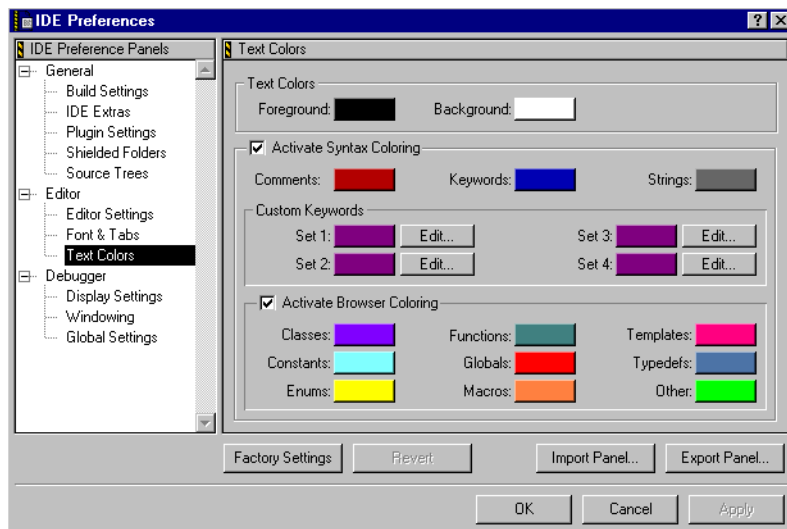 IDE Preferences
IDE Preference Panels
General
Build Settings
IDE Extras
Plugin Settings
Shielded Folders
Source Trees
Editor
Editor Settings
Font & Tabs
Text Colors
Debugger
Display Settings
Windowing
Global Settings
Text Colors
Text Colors
Foreground: Background:
Activate Syntax Coloring
Comments: Keywords: Strings:
Custom Keywords
Set 1: Edit... Set 3: Edit...
Set 2: Edit... Set 4: Edit...
Activate Browser Coloring
Classes: Functions: Templates:
Constants: Globals: Typedefs:
Enums: Macros: Other:
Factory Settings Revert Import Panel... Export Panel...
OK Cancel Apply